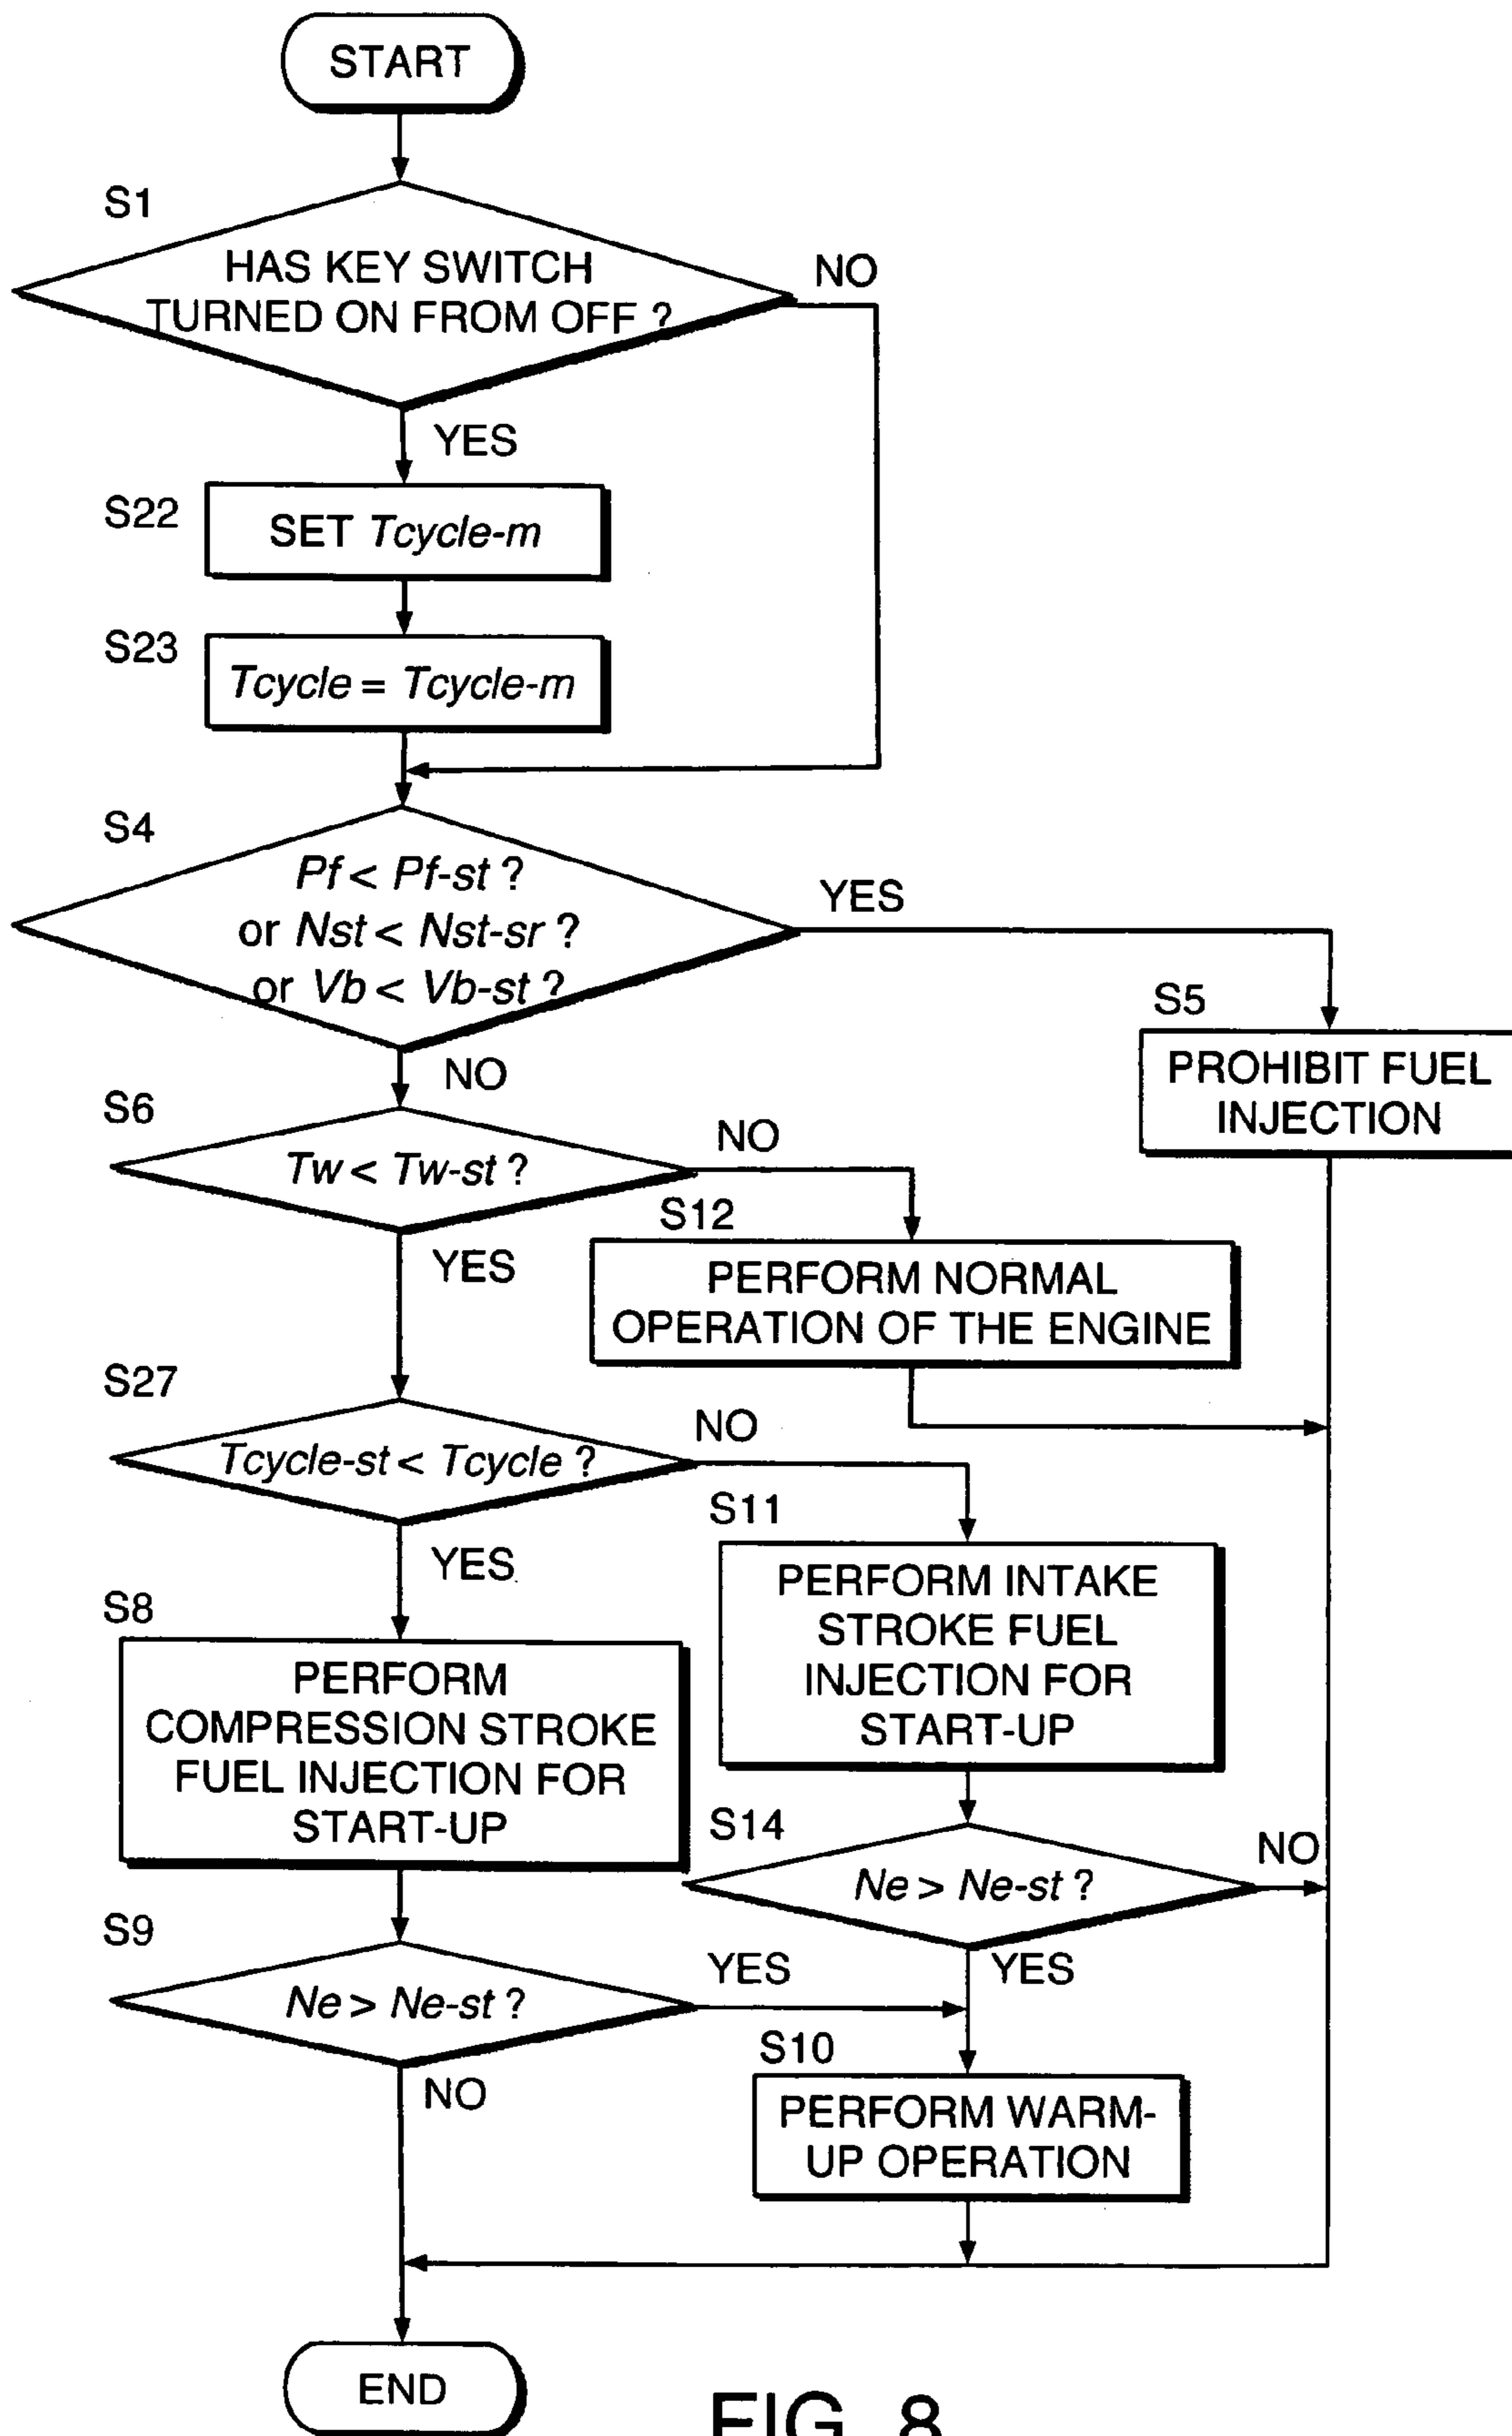 START
S1
HAS KEY SWITCH
TURNED ON FROM OFF ?
NO
YES
S22
SET Tcycle-m
S23
Tcycle = Tcycle-m
S4
Pf < Pf-st ?
or Nst < Nst-sr ?
or Vb < Vb-st ?
YES
S5
PROHIBIT FUEL
INJECTION
NO
S6
Tw < Tw-st ?
NO
S12
PERFORM NORMAL
OPERATION OF THE ENGINE
YES
S27
Tcycle-st < Tcycle ?
NO
S11
PERFORM INTAKE
STROKE FUEL
INJECTION FOR
START-UP
YES
S8
PERFORM
COMPRESSION STROKE
FUEL INJECTION FOR
START-UP
S14
Ne > Ne-st ?
NO
S9
Ne > Ne-st ?
YES
YES
S10
PERFORM WARM-
UP OPERATION
NO
END
FIG. 8